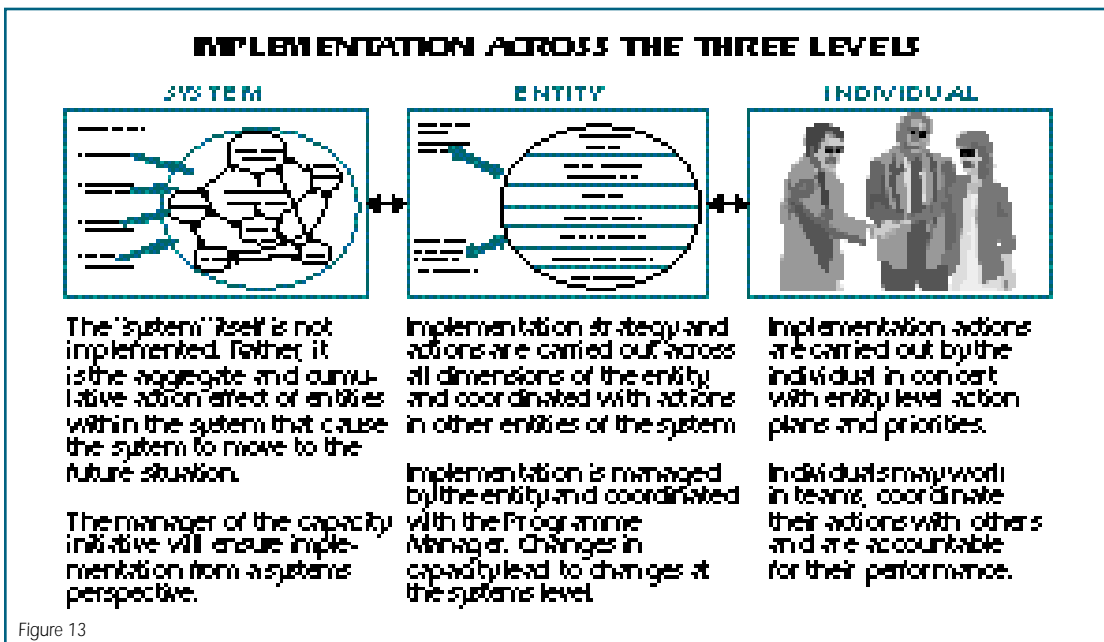 IMPLEMENTATION ACROSS THE THREE LEVELS
SYSTEM
ENTITY
INDIVIDUAL
The "system" itself is not
implemented. Rather, it
is the aggregate and cumu-
lative action/effect of entities
within the system that cause
the system to move to the
future situation.
The manager of the capacity
initiative will ensure imple-
mentation from a systems
perspective.
Implementation strategy and
actions are carried out across
all dimensions of the entity
and coordinated with actions
in other entities of the system
Implementation is managed
by the entity and coordinated
with the Programme
Manager. Changes in
capacity lead to changes at
the systems level.
Implementation actions
are carried out by the
individual in concert
with entity level action
plans and priorities.
Individuals may work
in teams, coordinate
their actions with others
and are accountable
for their performance.
Figure 13